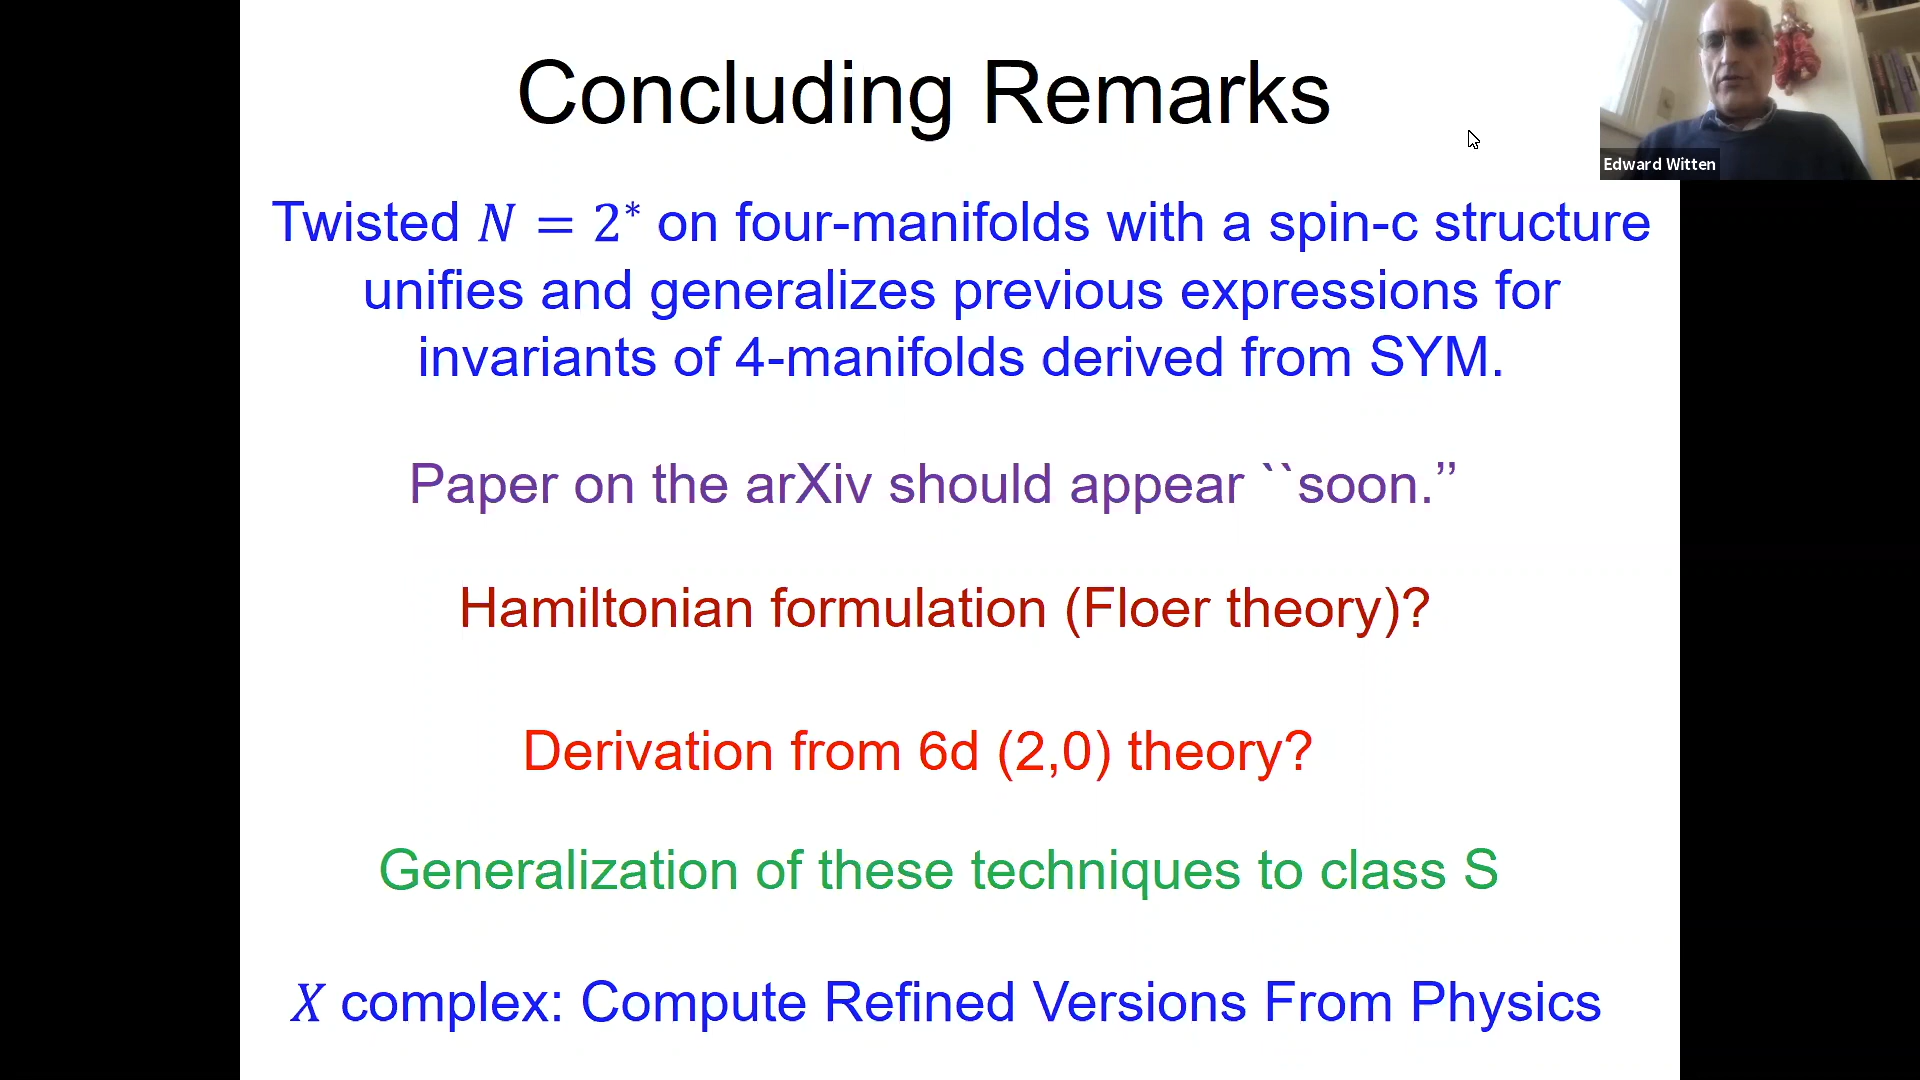 Concluding Remarks
Edward Witten
Twisted 𝑁 = 2* on four-manifolds with a spin-c structure
unifies and generalizes previous expressions for
invariants of 4-manifolds derived from SYM.
Paper on the arXiv should appear ``soon.’’
Hamiltonian formulation (Floer theory)?
Derivation from 6d (2,0) theory?
Generalization of these techniques to class S
𝑋 complex: Compute Refined Versions From Physics